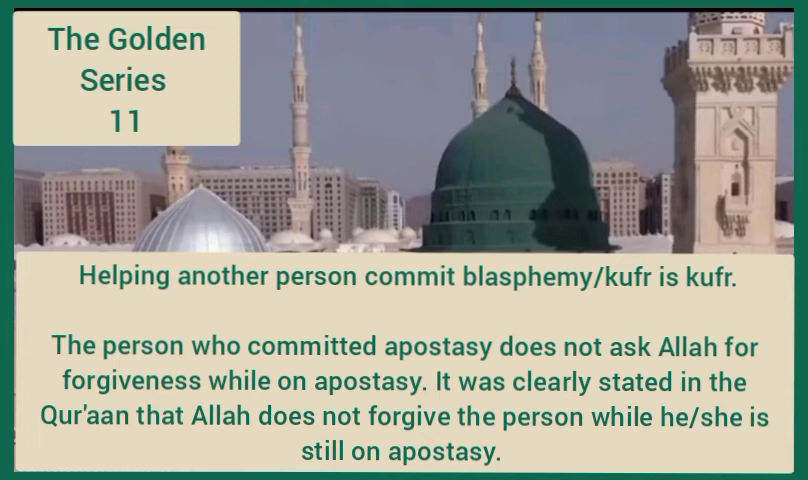 The Golden
Series
11
Helping another person commit blasphemy/kufr is kufr.
The person who committed apostasy does not ask Allah for
forgiveness while on apostasy. It was clearly stated in the
Qur'aan that Allah does not forgive the person while he/she is
still on apostasy.